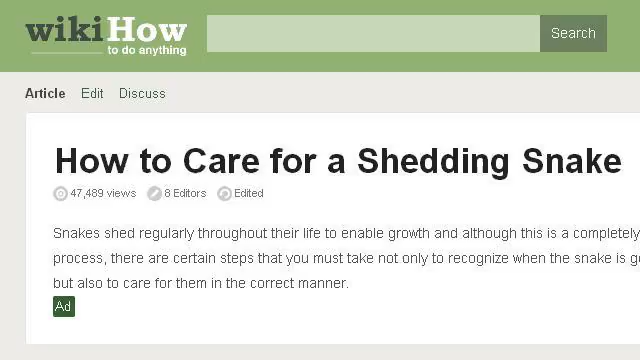 wikiHow
to do anything
Search
Article Edit Discuss
How to Care for a Shedding Snake
47,489 views 8 Editors Edited
Snakes shed regularly throughout their life to enable growth and although this is a completely
process, there are certain steps that you must take not only to recognize when the snake is
but also to care for them in the correct manner.
Ad